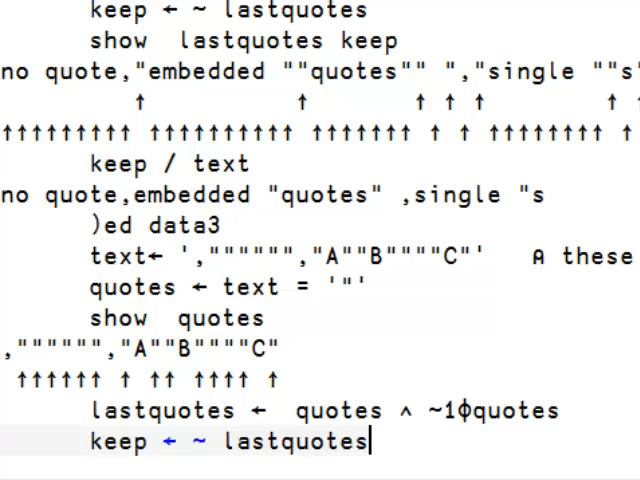 keep ← ~ lastquotes
show  lastquotes keep
no quote,"embedded ""quotes"" ","single ""s"
↑ ↑ ↑ ↑ ↑ ↑ ↑
↑↑↑↑↑↑↑↑↑ ↑↑↑↑↑↑↑↑↑↑ ↑↑↑↑↑↑↑ ↑ ↑ ↑↑↑↑↑↑↑↑ ↑
keep / text
no quote,embedded "quotes" ,single "s
)ed data3
text← ',"""""","A""B""""C"'   ⍝ these
quotes ← text = '"'
show  quotes
,"""""","A""B""""C"
↑↑↑↑↑↑ ↑ ↑↑ ↑↑↑↑ ↑
lastquotes ←  quotes ∧ ~1⌽quotes
keep ← ~ lastquotes